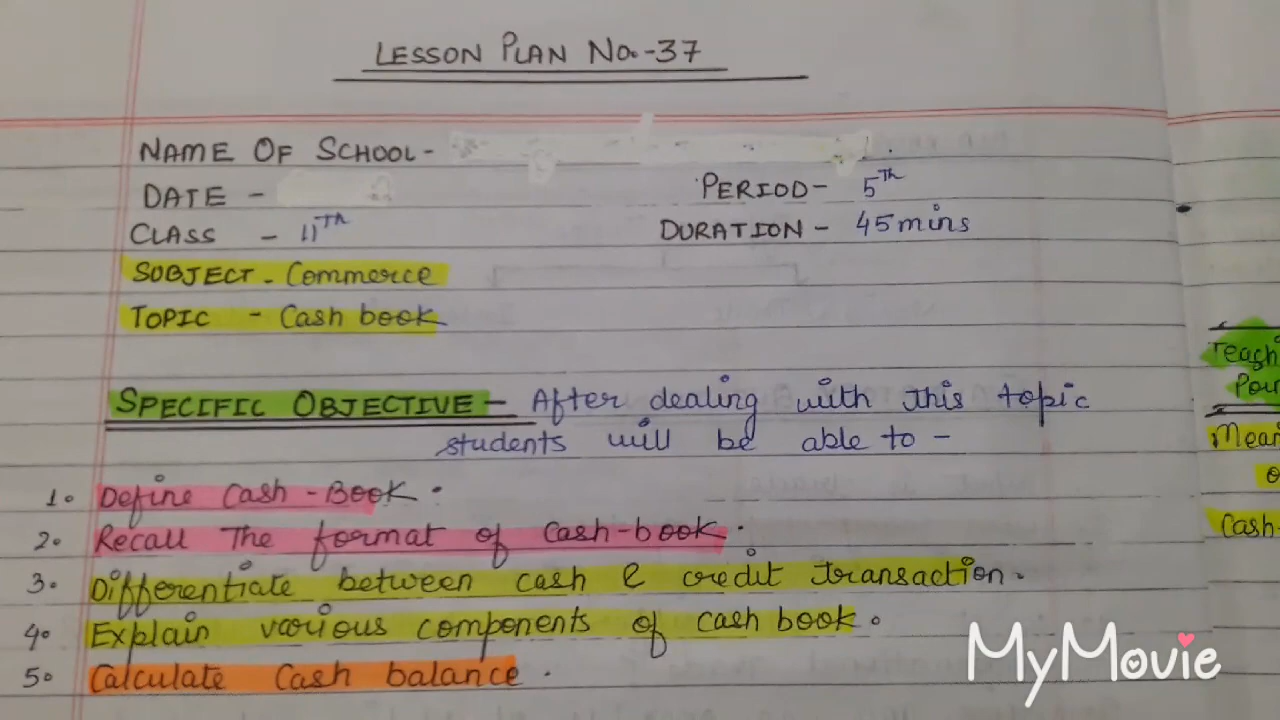 LESSON PLAN No.-37
NAME OF SCHOOL-
DATE -
PERIOD- 5Th
CLASS - 11Th
DURATION - 45mins
SUBJECT - Commerce
TOPIC - Cash book
SPECIFIC OBJECTIVE - After dealing with This topic
students will be able to -
1. Define Cash-Book.
2. Recall The format of Cash-book.
3. Differentiate between cash & credit Transaction.
4. Explain various components of cash book.
5. Calculate Cash balance.
Cash
MyMovie